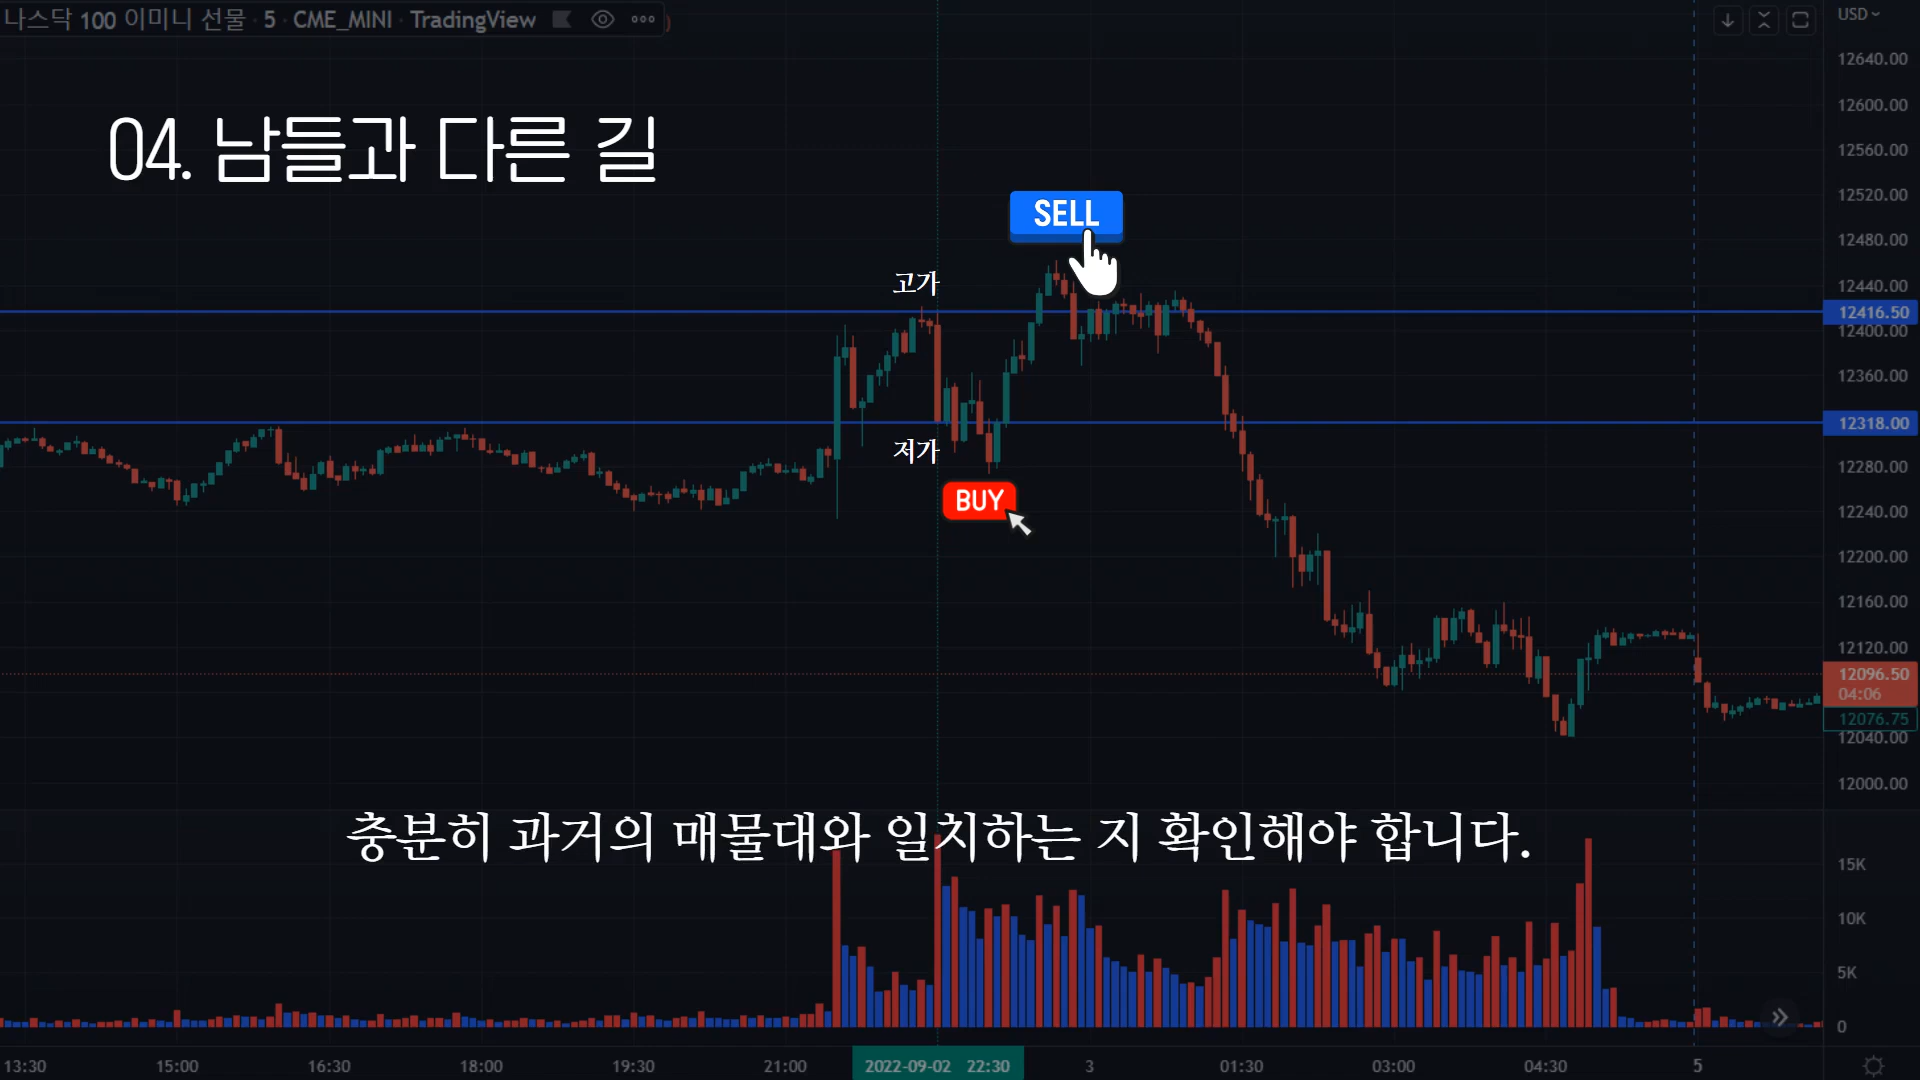 나스닥 100 이미니 선물 · 5 · CME_MINI · TradingView
USD
04. 남들과 다른 길
SELL
고가
저가
BUY
12640.00
12600.00
12560.00
12520.00
12480.00
12440.00
12416.50
12400.00
12360.00
12318.00
12280.00
12240.00
12200.00
12160.00
12120.00
12096.50
04:06
12076.75
12040.00
12000.00
충분히 과거의 매물대와 일치하는 지 확인해야 합니다.
15K
10K
5K
0
13:30 15:00 16:30 18:00 19:30 21:00 2022-09-02 22:30 3 01:30 03:00 04:30 5